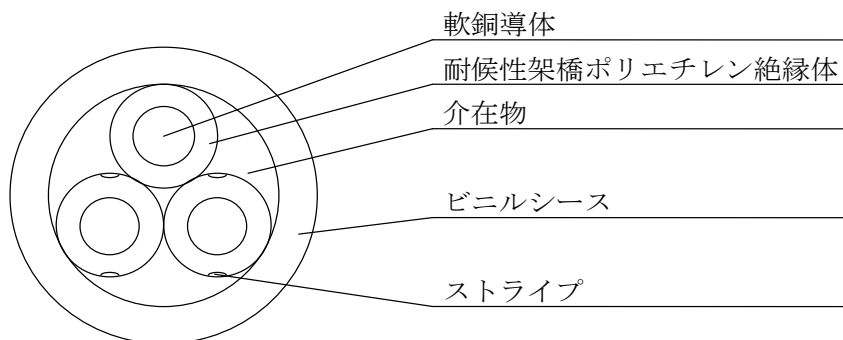 軟銅導体
耐候性架橋ポリエチレン絶縁体
介在物
ビニルシース
ストライプ